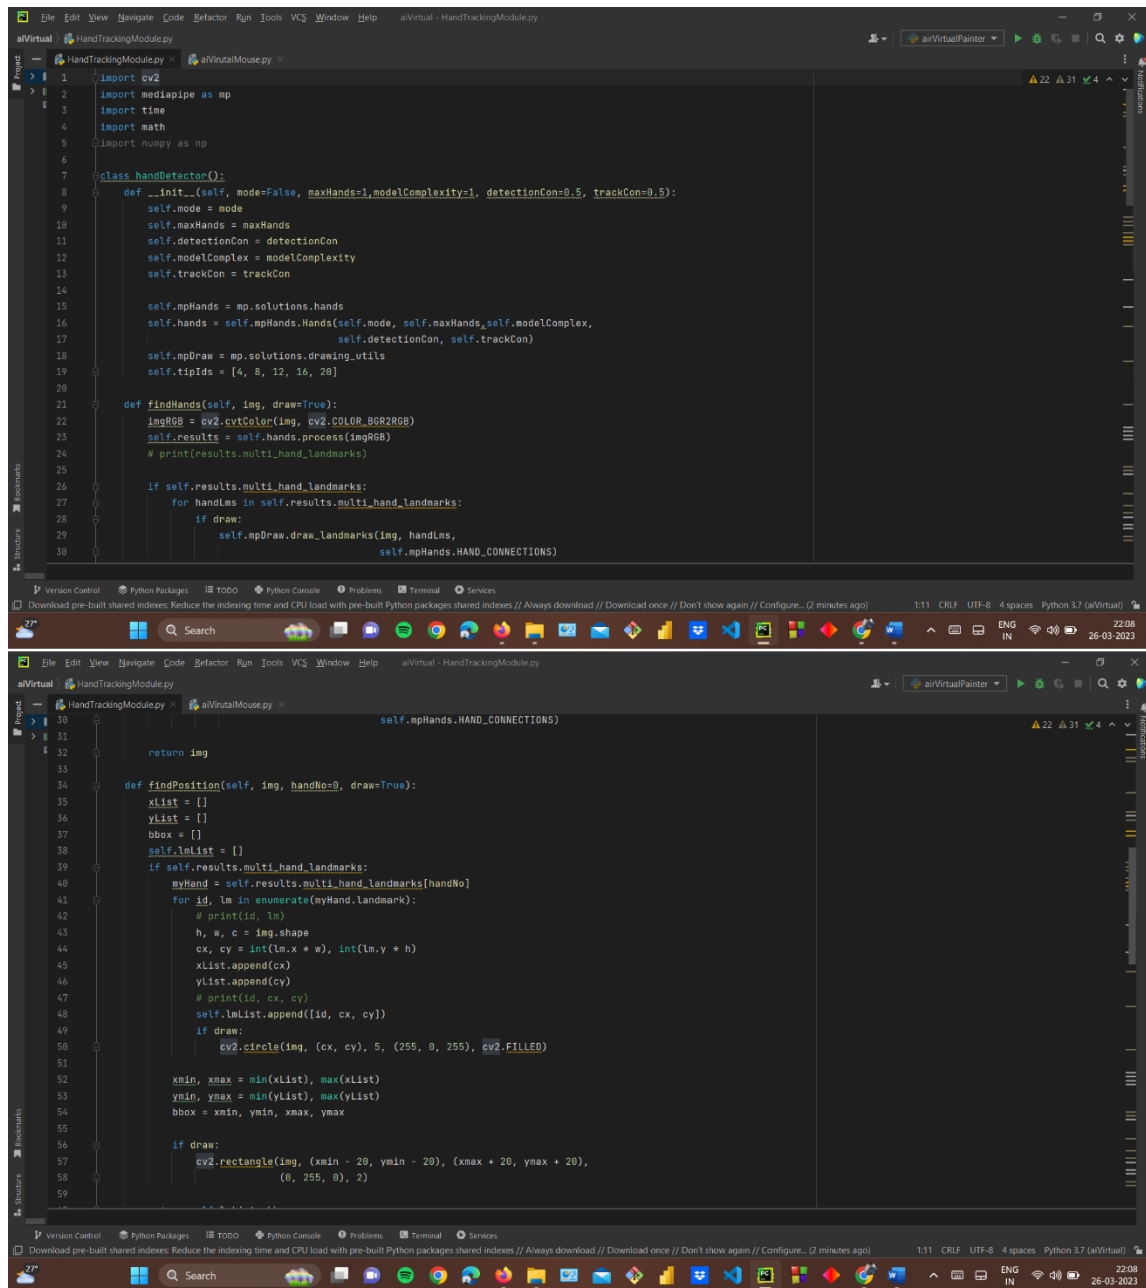 File Edit View Navigate Code Refactor Run Tools VCS Window Help aiVirtual - HandTrackingModule.py
aiVirtual HandTrackingModule.py airVirtualPainter
Project HandTrackingModule.py aiVirutalMouse.py
1 import cv2 22 31 4
2 import mediapipe as mp
3 import time
4 import math
5 import numpy as np
6
7 class handDetector():
8 def __init__(self, mode=False, maxHands=1,modelComplexity=1, detectionCon=0.5, trackCon=0.5):
9 self.mode = mode
10 self.maxHands = maxHands
11 self.detectionCon = detectionCon
12 self.modelComplex = modelComplexity
13 self.trackCon = trackCon
14
15 self.mpHands = mp.solutions.hands
16 self.hands = self.mpHands.Hands(self.mode, self.maxHands,self.modelComplex,
17 self.detectionCon, self.trackCon)
18 self.mpDraw = mp.solutions.drawing_utils
19 self.tipIds = [4, 8, 12, 16, 20]
20
21 def findHands(self, img, draw=True):
22 imgRGB = cv2.cvtColor(img, cv2.COLOR_BGR2RGB)
23 self.results = self.hands.process(imgRGB)
24 # print(results.multi_hand_landmarks)
25
26 if self.results.multi_hand_landmarks:
27 for handLms in self.results.multi_hand_landmarks:
28 if draw:
29 self.mpDraw.draw_landmarks(img, handLms,
30 self.mpHands.HAND_CONNECTIONS)
Notifications
Bookmarks
Structure
Version Control Python Packages TODO Python Console Problems Terminal Services
Download pre-built shared indexes: Reduce the indexing time and CPU load with pre-built Python packages shared indexes // Always download // Download once // Don't show again // Configure... (2 minutes ago) 1:11 CRLF UTF-8 4 spaces Python 3.7 (aiVirtual)
27° Search ENG IN 22:08 26-03-2023
File Edit View Navigate Code Refactor Run Tools VCS Window Help aiVirtual - HandTrackingModule.py
aiVirtual HandTrackingModule.py airVirtualPainter
Project HandTrackingModule.py aiVirutalMouse.py
30 self.mpHands.HAND_CONNECTIONS) 22 31 4
31
32 return img
33
34 def findPosition(self, img, handNo=0, draw=True):
35 xList = []
36 yList = []
37 bbox = []
38 self.lmList = []
39 if self.results.multi_hand_landmarks:
40 myHand = self.results.multi_hand_landmarks[handNo]
41 for id, lm in enumerate(myHand.landmark):
42 # print(id, lm)
43 h, w, c = img.shape
44 cx, cy = int(lm.x * w), int(lm.y * h)
45 xList.append(cx)
46 yList.append(cy)
47 # print(id, cx, cy)
48 self.lmList.append([id, cx, cy])
49 if draw:
50 cv2.circle(img, (cx, cy), 5, (255, 0, 255), cv2.FILLED)
51
52 xmin, xmax = min(xList), max(xList)
53 ymin, ymax = min(yList), max(yList)
54 bbox = xmin, ymin, xmax, ymax
55
56 if draw:
57 cv2.rectangle(img, (xmin - 20, ymin - 20), (xmax + 20, ymax + 20),
58 (0, 255, 0), 2)
59
Notifications
Bookmarks
Structure
Version Control Python Packages TODO Python Console Problems Terminal Services
Download pre-built shared indexes: Reduce the indexing time and CPU load with pre-built Python packages shared indexes // Always download // Download once // Don't show again // Configure... (2 minutes ago) 1:11 CRLF UTF-8 4 spaces Python 3.7 (aiVirtual)
27° Search ENG IN 22:08 26-03-2023